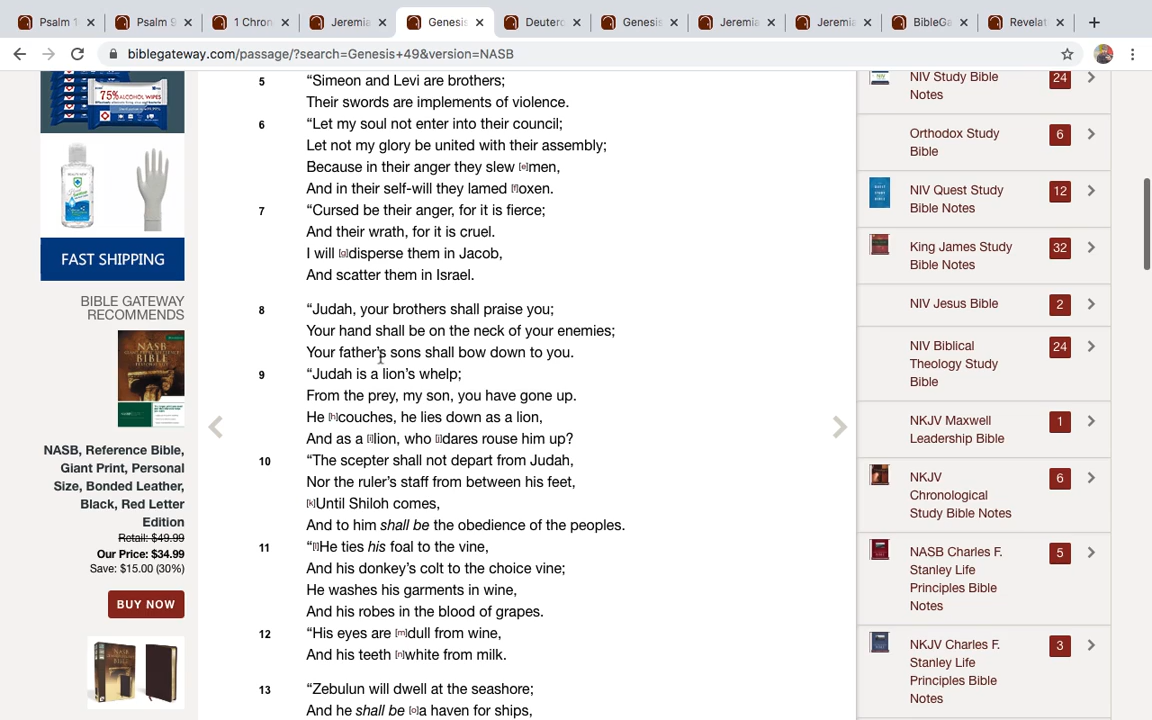 Psalm 1
Psalm 9
1 Chron
Jeremia
Genesis
Deutero
Genesis
Jeremia
Jeremia
BibleGa
Revelat
biblegateway.com/passage/?search=Genesis+49&version=NASB
75% ALCOHOL WIPES
FAST SHIPPING
BIBLE GATEWAY
RECOMMENDS
NASB, Reference Bible,
Giant Print, Personal
Size, Bonded Leather,
Black, Red Letter
Edition
Retail: $49.99
Our Price: $34.99
Save: $15.00 (30%)
BUY NOW
5 “Simeon and Levi are brothers;
Their swords are implements of violence.
6 “Let my soul not enter into their council;
Let not my glory be united with their assembly;
Because in their anger they slew [e]men,
And in their self-will they lamed [f]oxen.
7 “Cursed be their anger, for it is fierce;
And their wrath, for it is cruel.
I will [g]disperse them in Jacob,
And scatter them in Israel.
8 “Judah, your brothers shall praise you;
Your hand shall be on the neck of your enemies;
Your father’s sons shall bow down to you.
9 “Judah is a lion’s whelp;
From the prey, my son, you have gone up.
He [h]couches, he lies down as a lion,
And as a [i]lion, who [j]dares rouse him up?
10 “The scepter shall not depart from Judah,
Nor the ruler’s staff from between his feet,
[k]Until Shiloh comes,
And to him shall be the obedience of the peoples.
11 “[l]He ties his foal to the vine,
And his donkey’s colt to the choice vine;
He washes his garments in wine,
And his robes in the blood of grapes.
12 “His eyes are [m]dull from wine,
And his teeth [n]white from milk.
13 “Zebulun will dwell at the seashore;
And he shall be [o]a haven for ships,
NIV Study Bible
Notes
24
Orthodox Study
Bible
6
NIV Quest Study
Bible Notes
12
King James Study
Bible Notes
32
NIV Jesus Bible
2
NIV Biblical
Theology Study
Bible
24
NKJV Maxwell
Leadership Bible
1
NKJV
Chronological
Study Bible Notes
6
NASB Charles F.
Stanley Life
Principles Bible
Notes
5
NKJV Charles F.
Stanley Life
Principles Bible
Notes
3